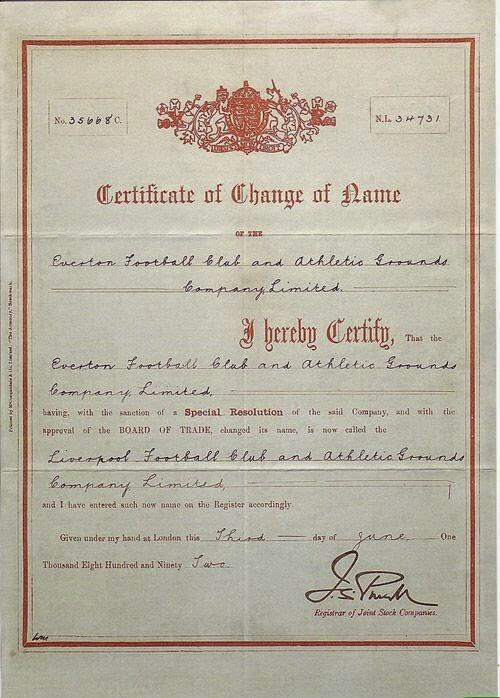 No. 35668 C.
N.L. 34731
Certificate of Change of Name
OF THE
Everton Football Club and Athletic Grounds
Company, Limited.
I hereby Certify, That the
Everton Football Club and Athletic Grounds
Company, Limited,
having, with the sanction of a Special Resolution of the said Company, and with the
approval of the BOARD OF TRADE, changed its name, is now called the
Liverpool Football Club and Athletic Grounds
Company Limited,
and I have entered such new name on the Register accordingly.
Given under my hand at London this Third day of June One
Thousand Eight Hundred and Ninety Two
Registrar of Joint Stock Companies.